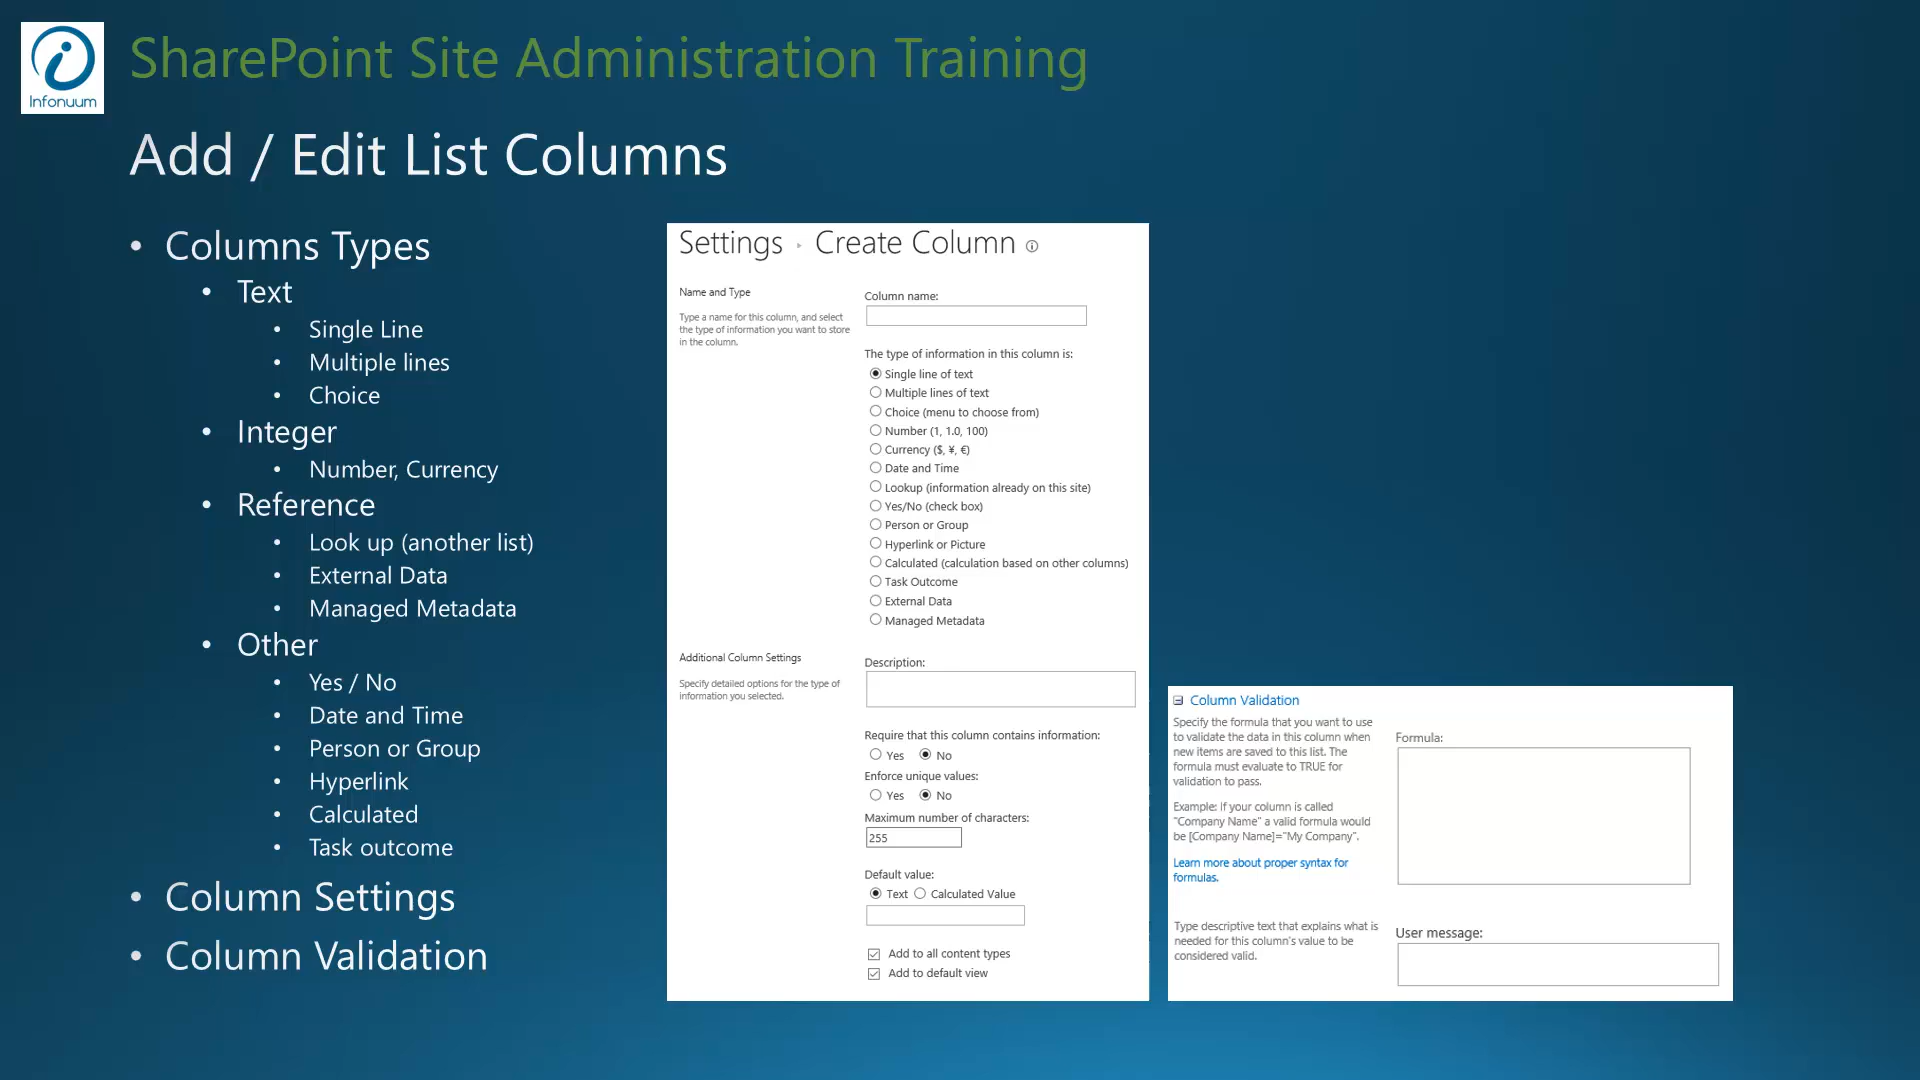 Infonuum
SharePoint Site Administration Training
Add / Edit List Columns
• Columns Types
• Text
• Single Line
• Multiple lines
• Choice
• Integer
• Number, Currency
• Reference
• Look up (another list)
• External Data
• Managed Metadata
• Other
• Yes / No
• Date and Time
• Person or Group
• Hyperlink
• Calculated
• Task outcome
• Column Settings
• Column Validation
Settings ▸ Create Column
Name and Type
Type a name for this column, and select
the type of information you want to store
in the column.
Column name:
The type of information in this column is:
Single line of text
Multiple lines of text
Choice (menu to choose from)
Number (1, 1.0, 100)
Currency ($, ¥, €)
Date and Time
Lookup (information already on this site)
Yes/No (check box)
Person or Group
Hyperlink or Picture
Calculated (calculation based on other columns)
Task Outcome
External Data
Managed Metadata
Additional Column Settings
Specify detailed options for the type of
information you selected.
Description:
Require that this column contains information:
Yes No
Enforce unique values:
Yes No
Maximum number of characters:
255
Default value:
Text Calculated Value
Add to all content types
Add to default view
Column Validation
Specify the formula that you want to use
to validate the data in this column when
new items are saved to this list. The
formula must evaluate to TRUE for
validation to pass.
Example: If your column is called
"Company Name" a valid formula would
be [Company Name]="My Company".
Learn more about proper syntax for
formulas.
Formula:
Type descriptive text that explains what is
needed for this column's value to be
considered valid.
User message: